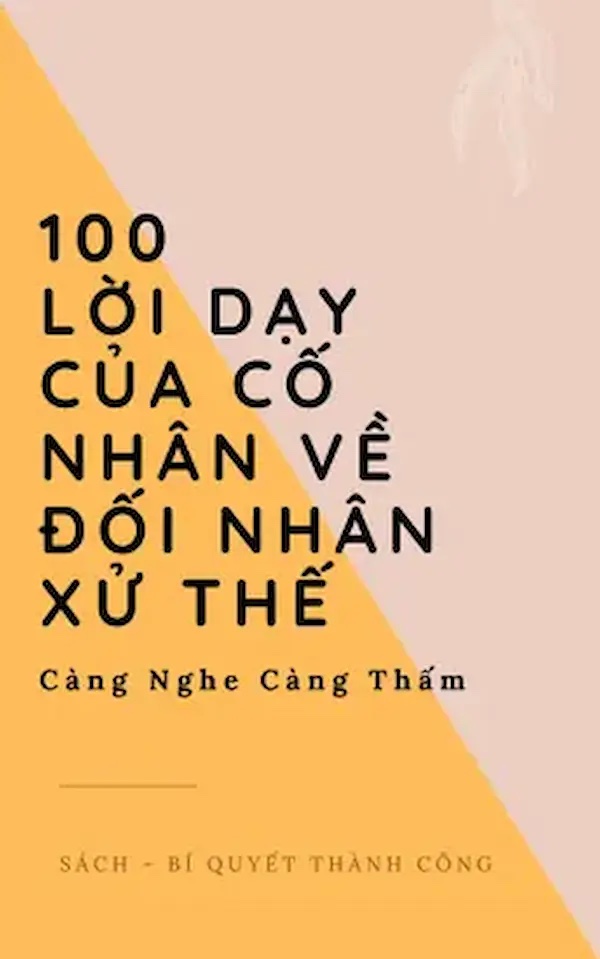 100
LỜI DẠY
CỦA CỐ
NHÂN VỀ
ĐỐI NHÂN
XỬ THẾ
Càng Nghe Càng Thấm
SÁCH - BÍ QUYẾT THÀNH CÔNG